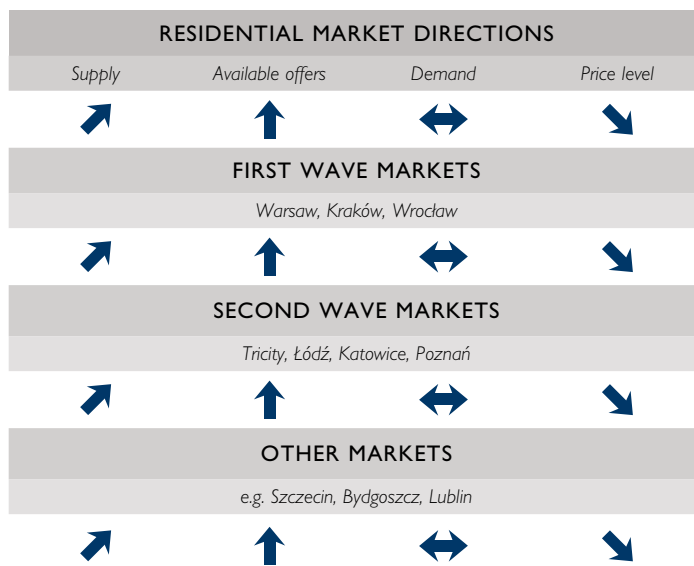 RESIDENTIAL MARKET DIRECTIONS
Supply Available offers Demand Price level
FIRST WAVE MARKETS
Warsaw, Kraków, Wrocław
SECOND WAVE MARKETS
Tricity, Łódź, Katowice, Poznań
OTHER MARKETS
e.g. Szczecin, Bydgoszcz, Lublin